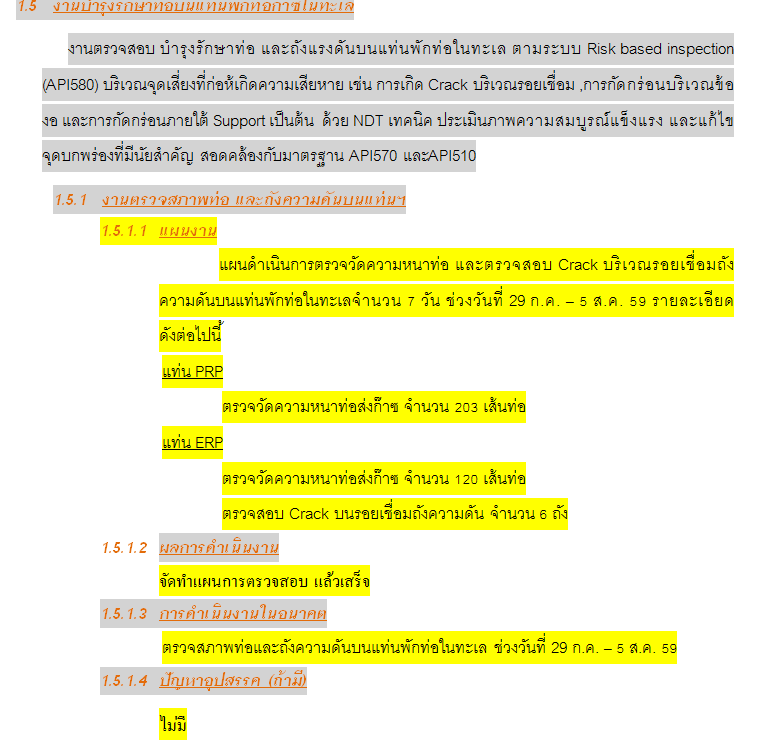 1.5 งานบำรุงรักษาท่อบนแท่นพักท่อก๊าซในทะเล
งานตรวจสอบ บำรุงรักษาท่อ และถังแรงดันบนแท่นพักท่อในทะเล ตามระบบ Risk based inspection
(API580) บริเวณจุดเสี่ยงที่ก่อห้เกิดความเสียหาย เช่น การเกิด Crack บริเวณรอยเชื่อม ,การกัดกร่อนบริเวณข้อ
งอ และการกัดกร่อนภายใต้ Support เป็นต้น ด้วย NDT เทคนิค ประเมินภาพความสมบูรณ์แข็งแรง และแก้ไข
จุดบกพร่องที่มีนัยสำคัญ สอดคล้องกับมาตรฐาน API570 และAPI510
1.5.1 งานตรวจสภาพท่อ และถังความดันบนแท่นฯ
1.5.1.1 แผนงาน
แผนดำเนินการตรวจวัดความหนาท่อ และตรวจสอบ Crack บริเวณรอยเชื่อมถัง
ความดันบนแท่นพักท่อในทะเลจำนวน 7 วัน ช่วงวันที่ 29 ก.ค. – 5 ส.ค. 59 รายละเอียด
ดังต่อไปนี้
แท่น PRP
ตรวจวัดความหนาท่อส่งก๊าซ จำนวน 203 เส้นท่อ
แท่น ERP
ตรวจวัดความหนาท่อส่งก๊าซ จำนวน 120 เส้นท่อ
ตรวจสอบ Crack บนรอยเชื่อมถังความดัน จำนวน 6 ถัง
1.5.1.2 ผลการดำเนินงาน
จัดทำแผนการตรวจสอบ แล้วเสร็จ
1.5.1.3 การดำเนินงานในอนาคต
ตรวจสภาพท่อและถังความดันบนแท่นพักท่อในทะเล ช่วงวันที่ 29 ก.ค. – 5 ส.ค. 59
1.5.1.4 ปัญหาอุปสรรค (ถ้ามี)
ไม่มี